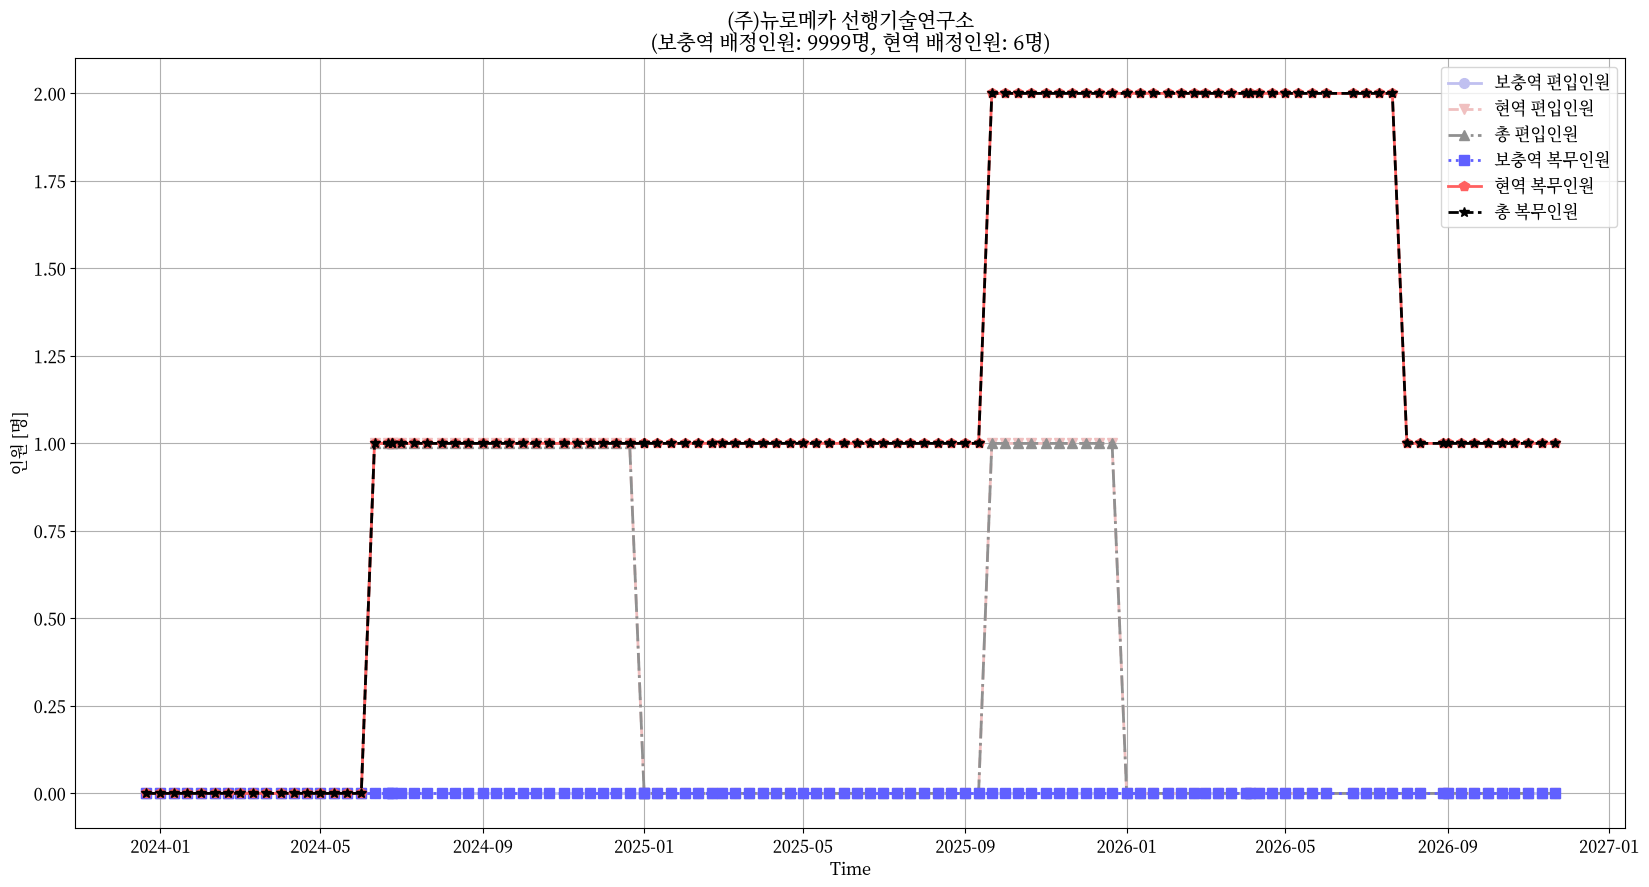 (주)뉴로메카 선행기술연구소
(보충역 배정인원: 9999명, 현역 배정인원: 6명)
인원 [명]
2.00
1.75
1.50
1.25
1.00
0.75
0.50
0.25
0.00
보충역 편입인원
현역 편입인원
총 편입인원
보충역 복무인원
현역 복무인원
총 복무인원
2024-01 2024-05 2024-09 2025-01 2025-05 2025-09 2026-01 2026-05 2026-09 2027-01
Time